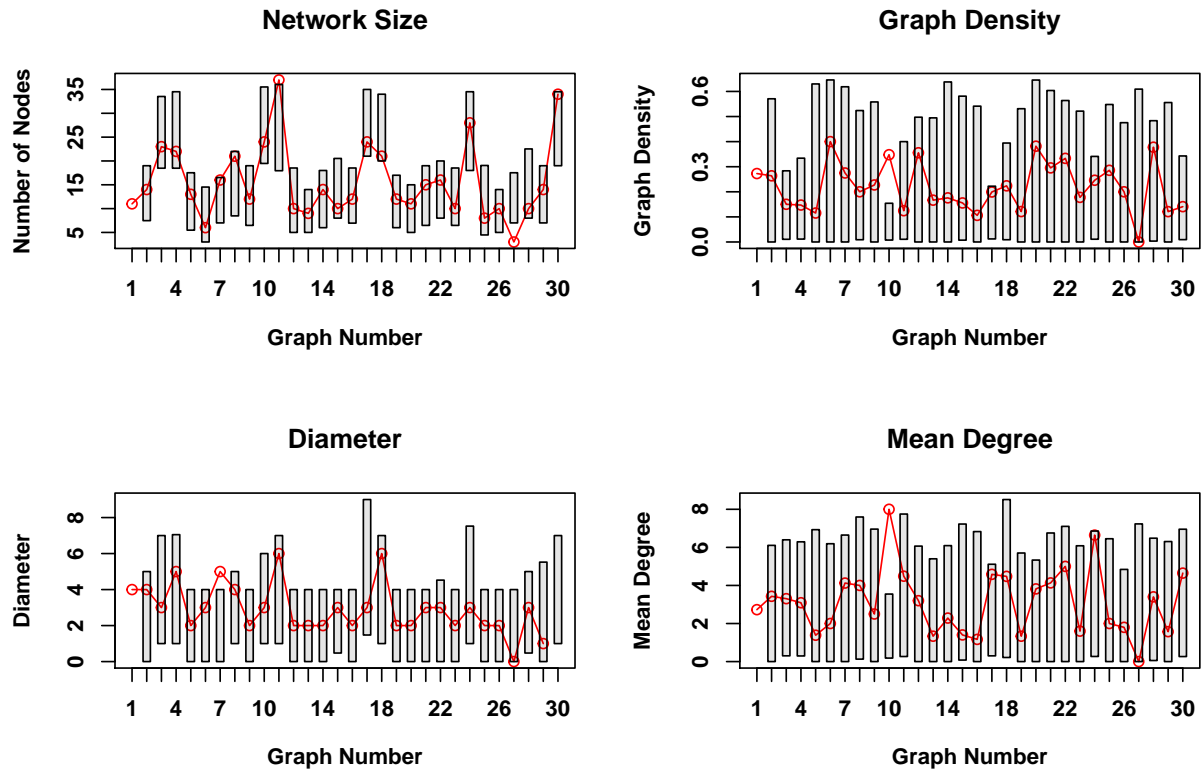 Network Size
Number of Nodes
5 15 25 35
1 4 7 10 14 18 22 26 30
Graph Number
Graph Density
Graph Density
0.0 0.3 0.6
1 4 7 10 14 18 22 26 30
Graph Number
Diameter
Diameter
0 2 4 6 8
1 4 7 10 14 18 22 26 30
Graph Number
Mean Degree
Mean Degree
0 2 4 6 8
1 4 7 10 14 18 22 26 30
Graph Number